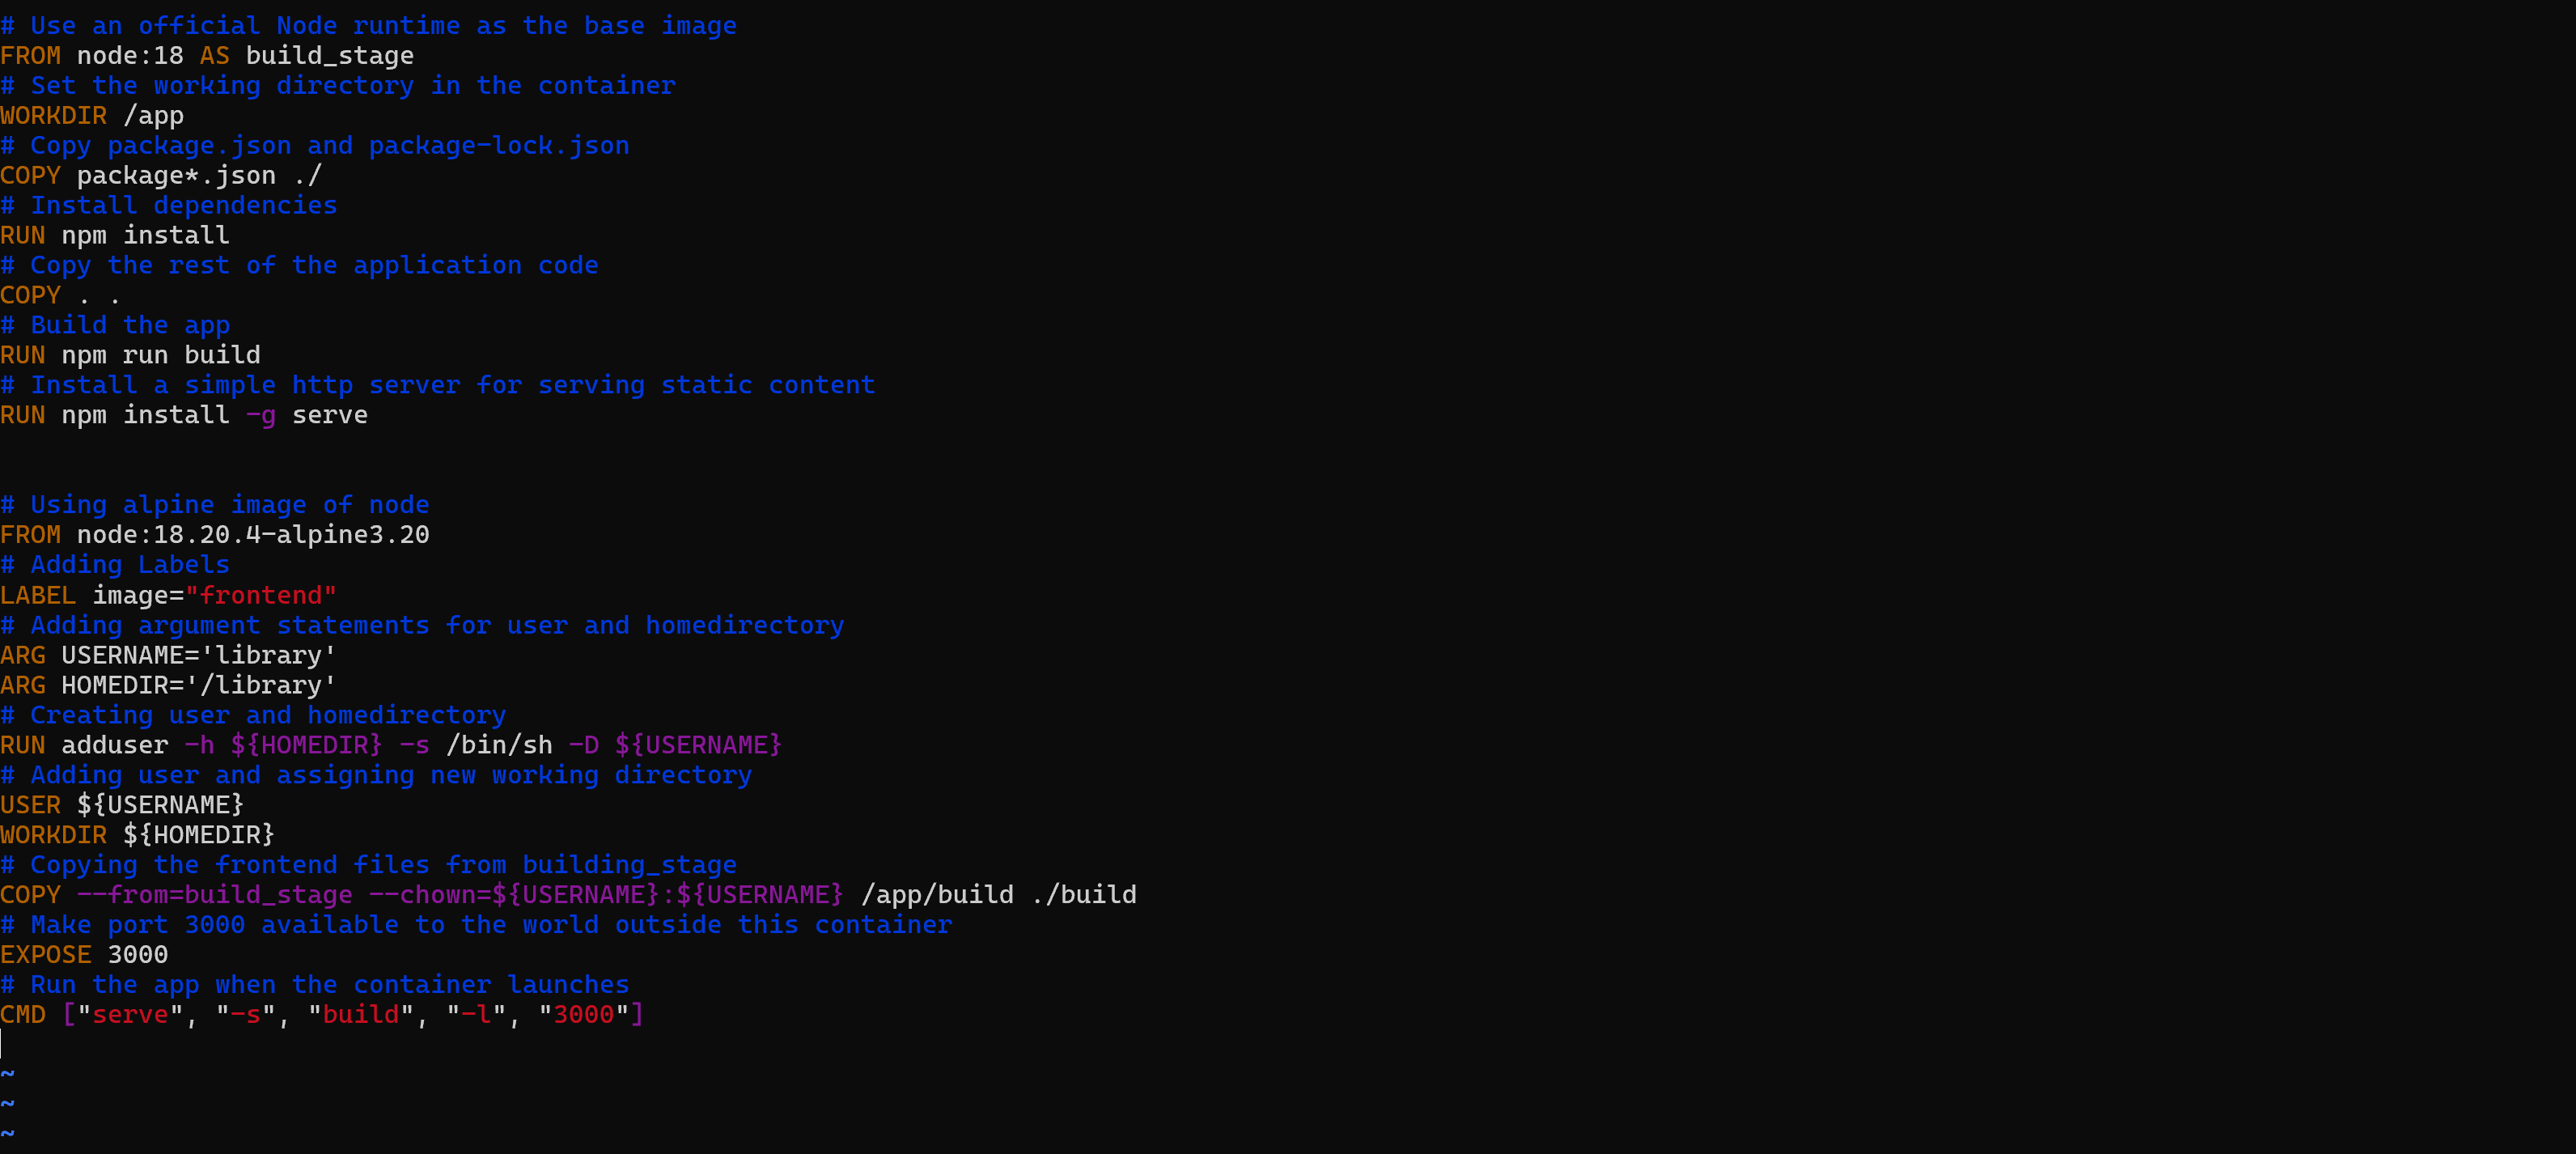 # Use an official Node runtime as the base image
FROM node:18 AS build_stage
# Set the working directory in the container
WORKDIR /app
# Copy package.json and package-lock.json
COPY package*.json ./
# Install dependencies
RUN npm install
# Copy the rest of the application code
COPY . .
# Build the app
RUN npm run build
# Install a simple http server for serving static content
RUN npm install -g serve
# Using alpine image of node
FROM node:18.20.4-alpine3.20
# Adding Labels
LABEL image="frontend"
# Adding argument statements for user and homedirectory
ARG USERNAME='library'
ARG HOMEDIR='/library'
# Creating user and homedirectory
RUN adduser -h ${HOMEDIR} -s /bin/sh -D ${USERNAME}
# Adding user and assigning new working directory
USER ${USERNAME}
WORKDIR ${HOMEDIR}
# Copying the frontend files from building_stage
COPY --from=build_stage --chown=${USERNAME}:${USERNAME} /app/build ./build
# Make port 3000 available to the world outside this container
EXPOSE 3000
# Run the app when the container launches
CMD ["serve", "-s", "build", "-l", "3000"]
~
~
~